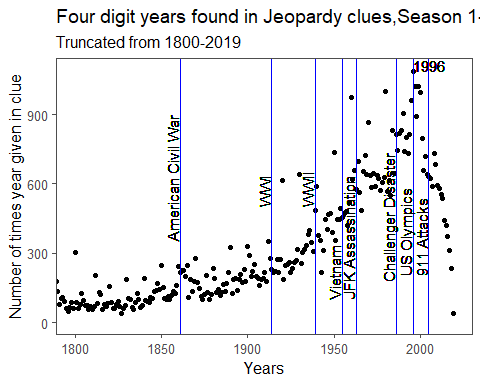 Four digit years found in Jeopardy clues,Season 1-
Truncated from 1800-2019
Number of times year given in clue
900
600
300
0
American Civil War
WWI
WWII
Vietnam
JFK Assassination
Challenger Disaster
US Olympics
911 Attacks
1996
1800
1850
1900
1950
2000
Years